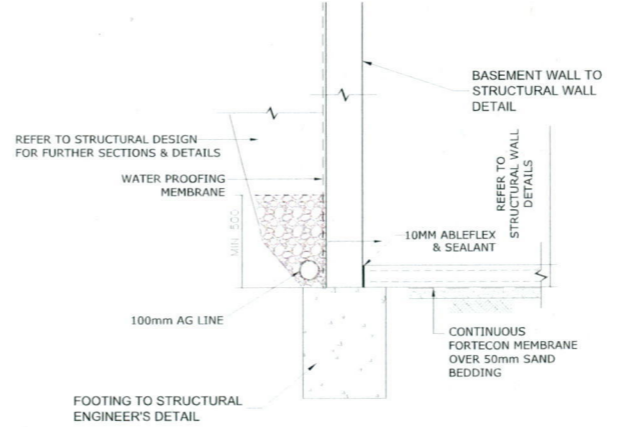 BASEMENT WALL TO
STRUCTURAL WALL
DETAIL
REFER TO STRUCTURAL DESIGN
FOR FURTHER SECTIONS & DETAILS
REFER TO
STRUCTURAL WALL
DETAILS
WATER PROOFING
MEMBRANE
MIN 500
10MM ABLEFLEX
& SEALANT
100mm AG LINE
CONTINUOUS
FORTECON MEMBRANE
OVER 50mm SAND
BEDDING
FOOTING TO STRUCTURAL
ENGINEER'S DETAIL